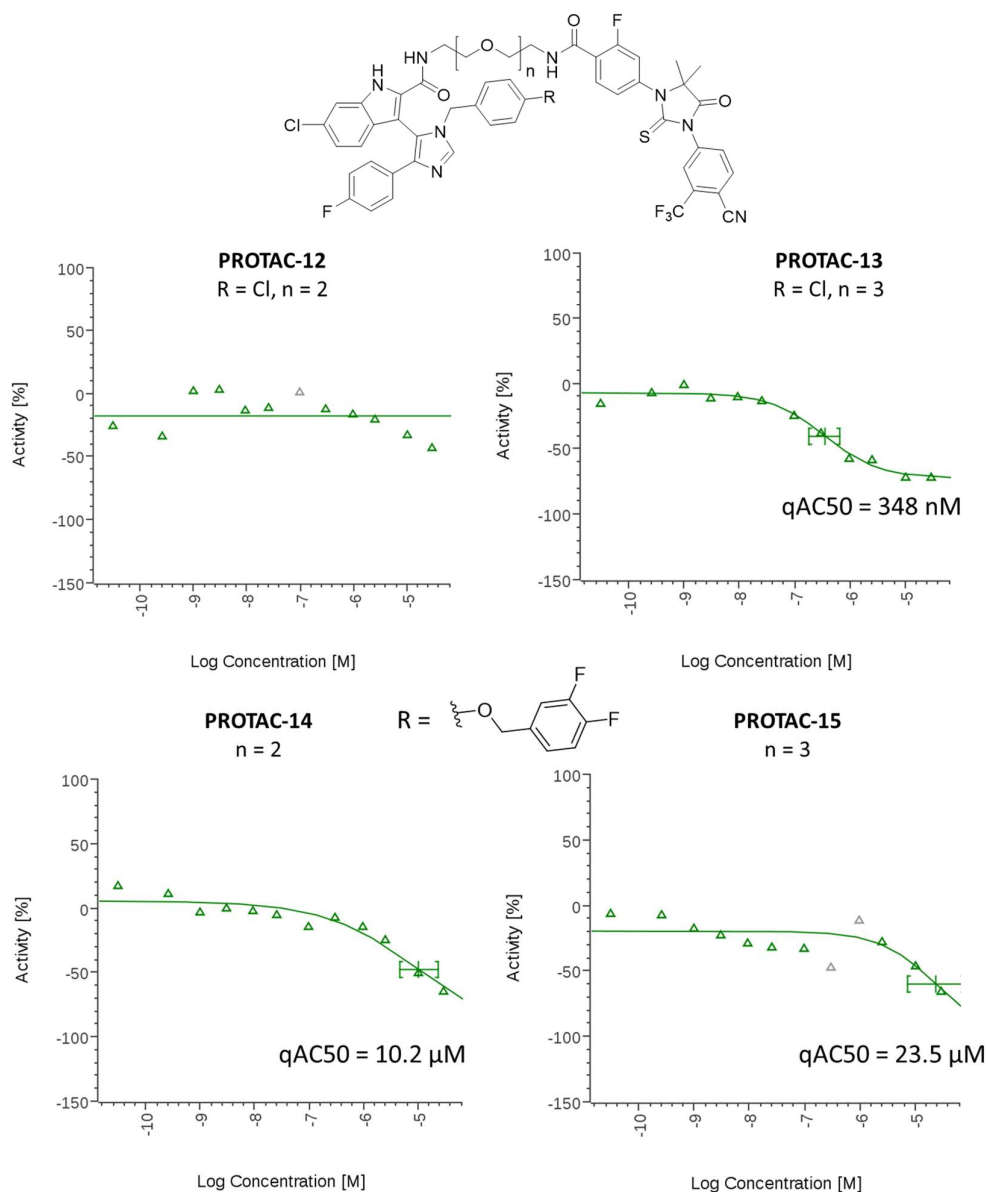 O
O
F
HN
O
n
N
H
H
N
O
N
O
R
N
Cl
S
N
N
F
F3C
CN
PROTAC-12
R = Cl, n = 2
100
50
0
-50
-100
-150
Activity [%]
-10
-9
-8
-7
-6
-5
Log Concentration [M]
PROTAC-13
R = Cl, n = 3
100
50
0
-50
-100
-150
Activity [%]
qAC50 = 348 nM
-10
-9
-8
-7
-6
-5
Log Concentration [M]
R =
O
F
F
PROTAC-14
n = 2
100
50
0
-50
-100
-150
Activity [%]
qAC50 = 10.2 µM
-10
-9
-8
-7
-6
-5
Log Concentration [M]
PROTAC-15
n = 3
100
50
0
-50
-100
-150
Activity [%]
qAC50 = 23.5 µM
-10
-9
-8
-7
-6
-5
Log Concentration [M]